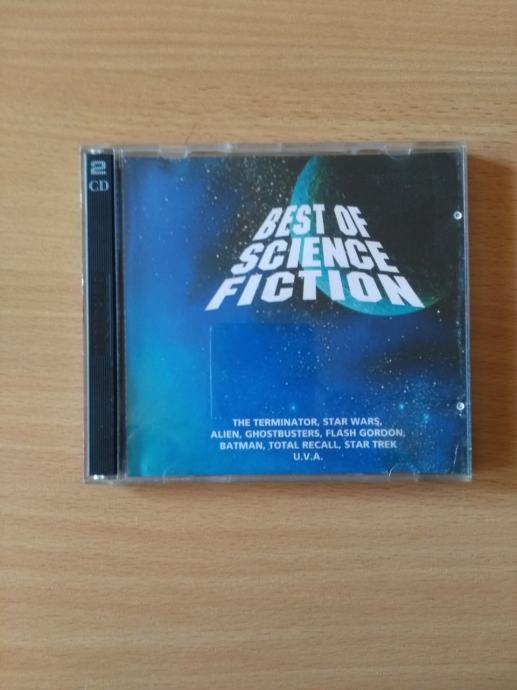 2
CD
BEST OF
SCIENCE
FICTION
THE TERMINATOR, STAR WARS,
ALIEN, GHOSTBUSTERS, FLASH GORDON,
BATMAN, TOTAL RECALL, STAR TREK
U.V.A.